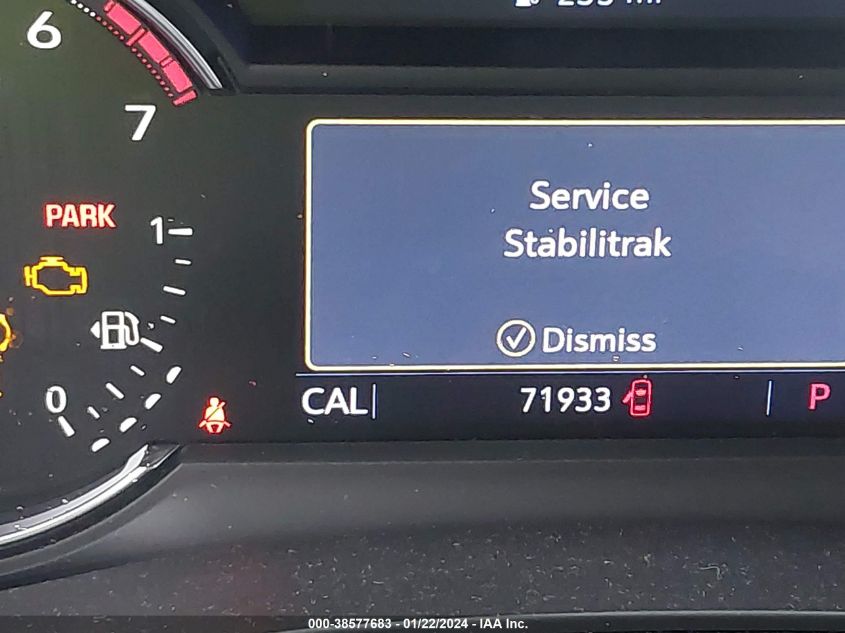 6
7
PARK
1
Service
Stabilitrak
Dismiss
0
CAL
71933
P
000-38577683 - 01/22/2024 - IAA Inc.